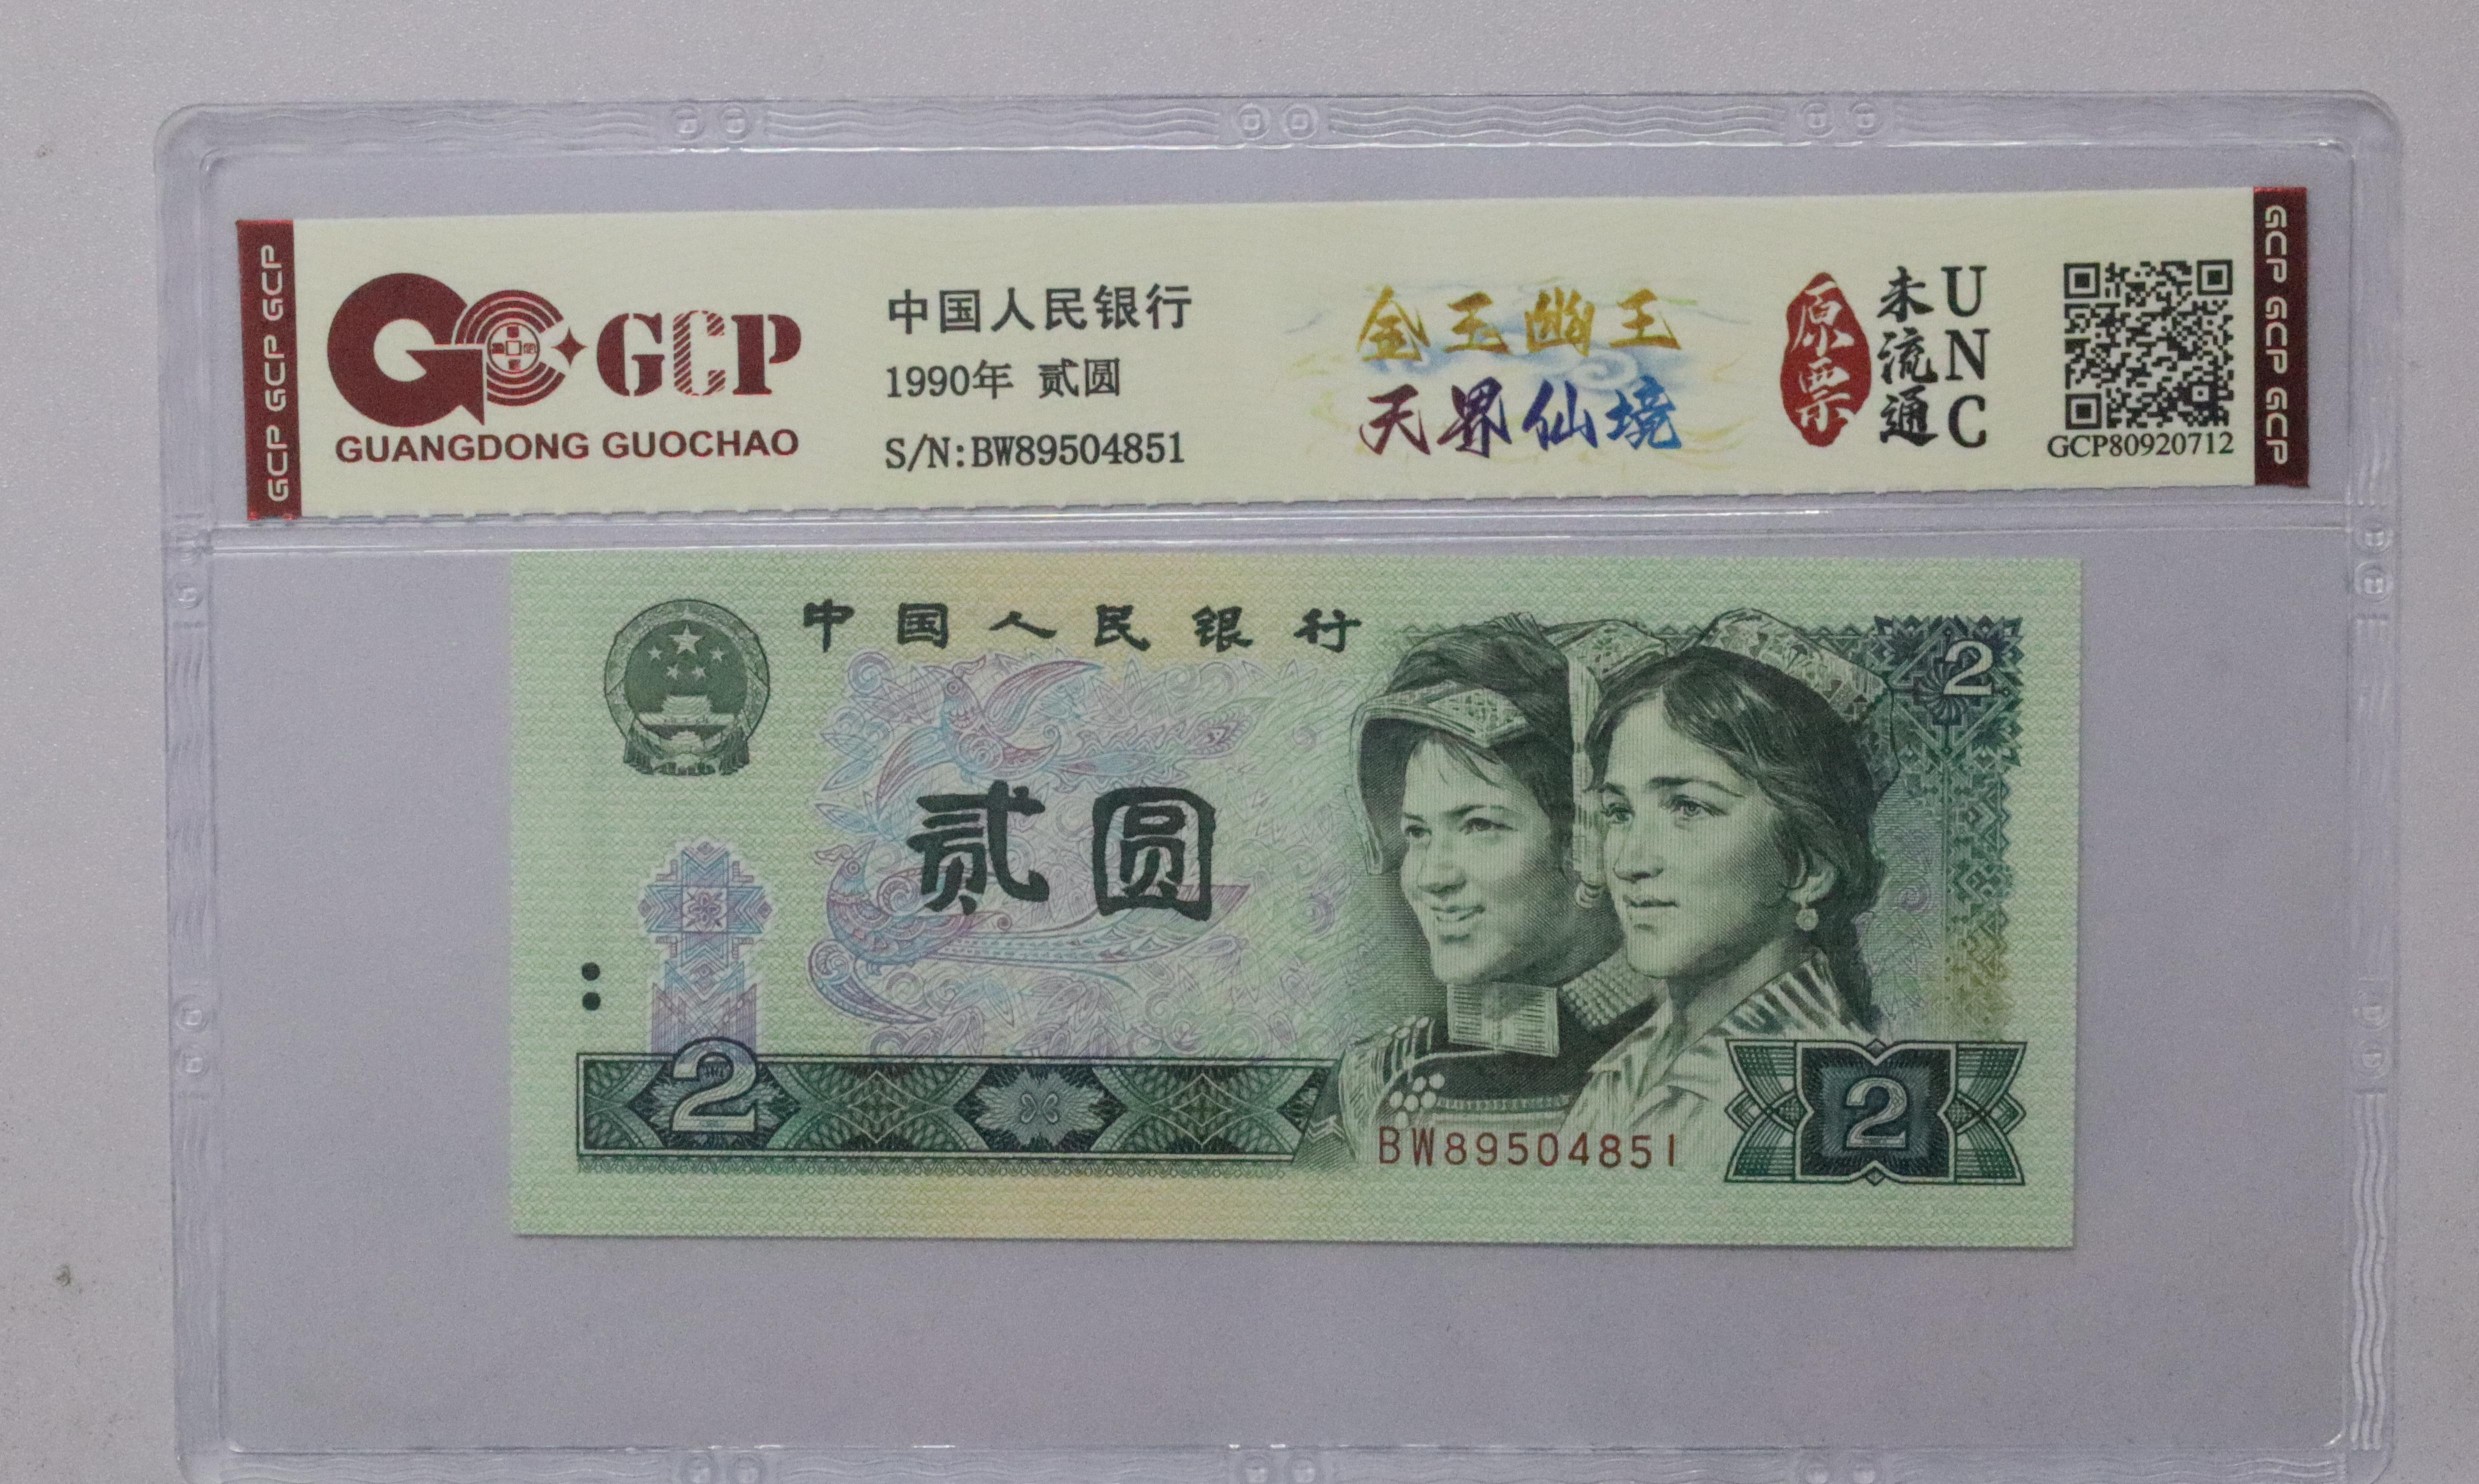 GCP GCP GCP
GCP
GUANGDONG GUOCHAO
中国人民银行
1990年 贰圆
S/N:BW89504851
金玉幽王
天界仙境
原票
未流通
UNC
GCP80920712
GCP GCP GCP
中国人民银行
2
贰圆
2
BW89504851
2